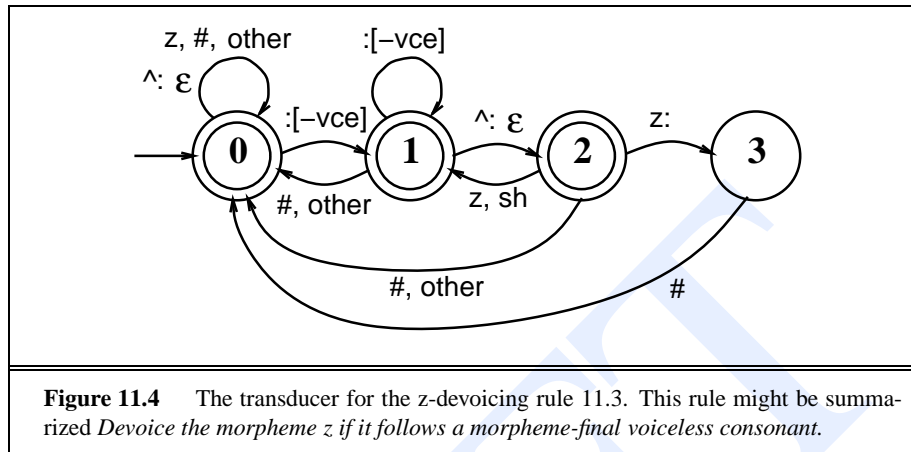 z, #, other
:[−vce]
^: ε
:[−vce]
^: ε
z:
0
1
2
3
#, other
z, sh
#, other
#
Figure 11.4 The transducer for the z-devoicing rule 11.3. This rule might be summa-
rized Devoice the morpheme z if it follows a morpheme-final voiceless consonant.